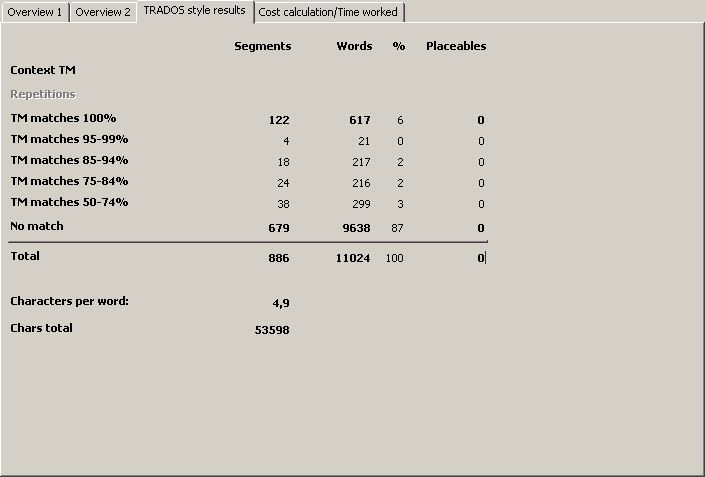 Overview 1 Overview 2 TRADOS style results Cost calculation/Time worked
Segments Words % Placeables
Context TM
Repetitions
TM matches 100% 122 617 6 0
TM matches 95-99% 4 21 0 0
TM matches 85-94% 18 217 2 0
TM matches 75-84% 24 216 2 0
TM matches 50-74% 38 299 3 0
No match 679 9638 87 0
Total 886 11024 100 0
Characters per word: 4,9
Chars total 53598